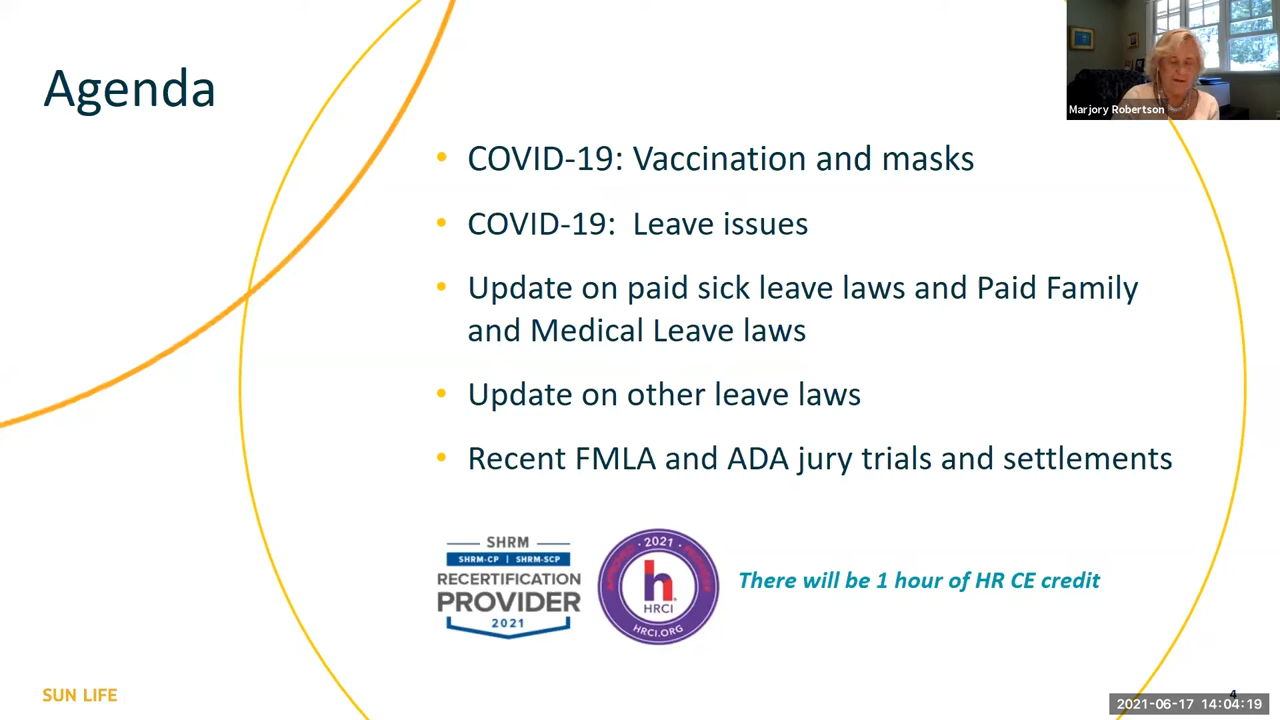 Agenda
Marjory Robertson
• COVID-19: Vaccination and masks
• COVID-19: Leave issues
• Update on paid sick leave laws and Paid Family
and Medical Leave laws
• Update on other leave laws
• Recent FMLA and ADA jury trials and settlements
SHRM
SHRM-CP | SHRM-SCP
RECERTIFICATION
PROVIDER
2021
· 2021 ·
APPROVED PROVIDER
h
HRCI
HRCI.ORG
There will be 1 hour of HR CE credit
SUN LIFE
4
2021-06-17 14:04:19